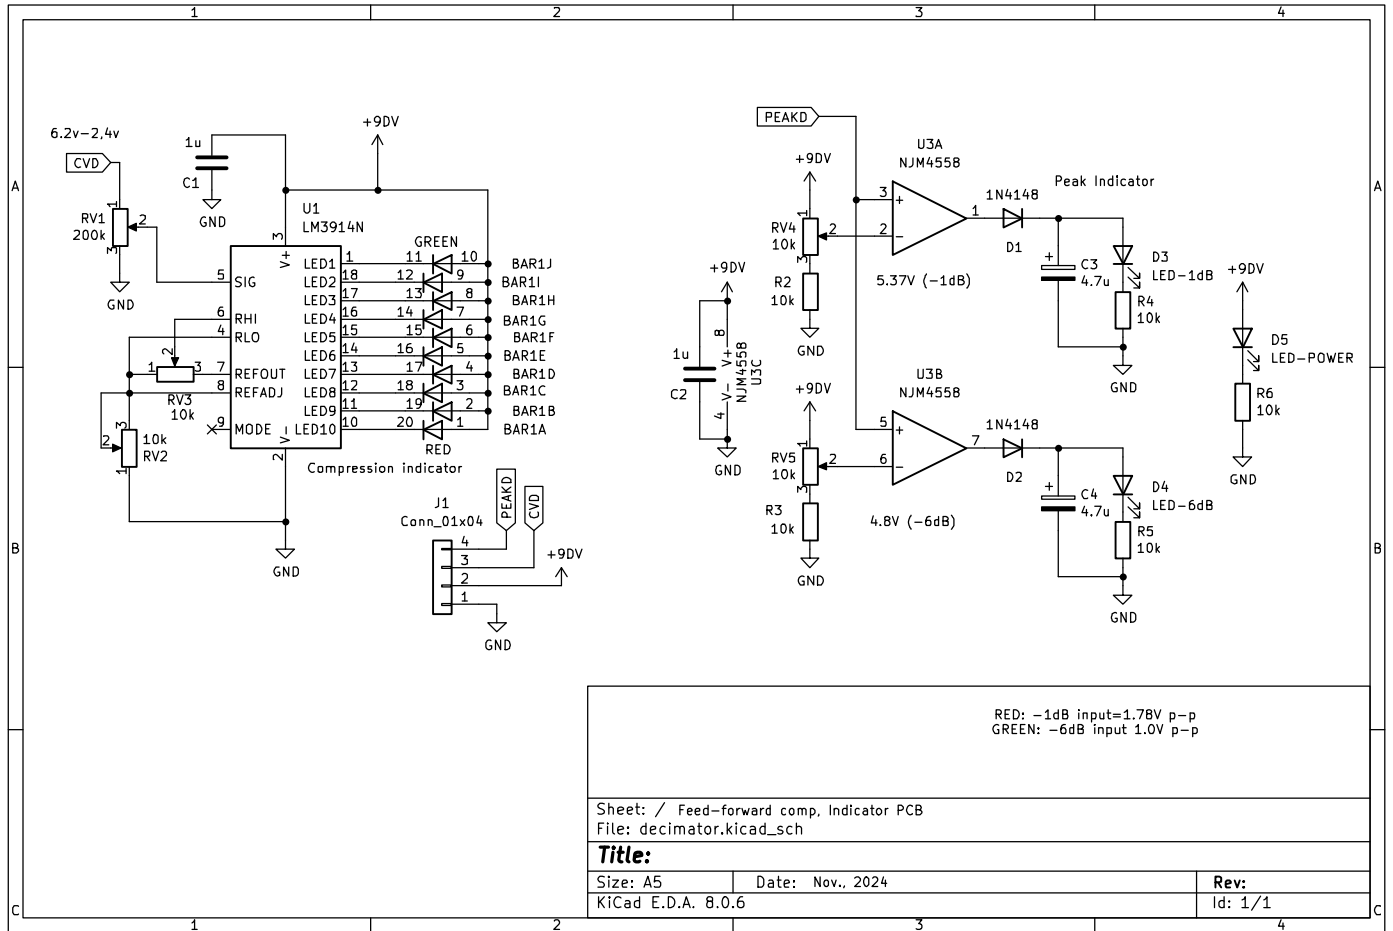 1 2 3 4
A A
B B
C C
6.2v-2,4v
CVD
1
RV1
200k
2
3
GND
1u
C1
GND
+9DV
U1
LM3914N
3
V+
5 SIG
6 RHI
4 RLO
7 REFOUT
8 REFADJ
9 MODE
V-
2
GREEN
LED1 1 11 10 BAR1J
LED2 18 12 9 BAR1I
LED3 17 13 8 BAR1H
LED4 16 14 7 BAR1G
LED5 15 15 6 BAR1F
LED6 14 16 5 BAR1E
LED7 13 17 4 BAR1D
LED8 12 18 3 BAR1C
LED9 11 19 2 BAR1B
LED10 10 20 1 BAR1A
RED
Compression indicator
1 2 3
RV3
10k
3
2
1
10k
RV2
GND
J1
Conn_01x04
PEAKD
CVD
4
3
2
1
+9DV
GND
PEAKD
+9DV
1
RV4
10k
2
3
R2
10k
GND
U3A
NJM4558
3 +
2 -
1
5.37V (-1dB)
1N4148
D1
Peak Indicator
+
C3
4.7u
D3
LED-1dB
R4
10k
GND
+9DV
1u
C2
8
V+
V-
4
NJM4558
U3C
GND
+9DV
1
RV5
10k
2
3
R3
10k
GND
U3B
NJM4558
5 +
6 -
7
4.8V (-6dB)
1N4148
D2
+
C4
4.7u
D4
LED-6dB
R5
10k
GND
+9DV
D5
LED-POWER
R6
10k
GND
RED: -1dB input=1.78V p-p
GREEN: -6dB input 1.0V p-p
Sheet: / Feed-forward comp, Indicator PCB
File: decimator.kicad_sch
Title:
Size: A5 Date: Nov., 2024 Rev:
KiCad E.D.A. 8.0.6 Id: 1/1
1 2 3 4